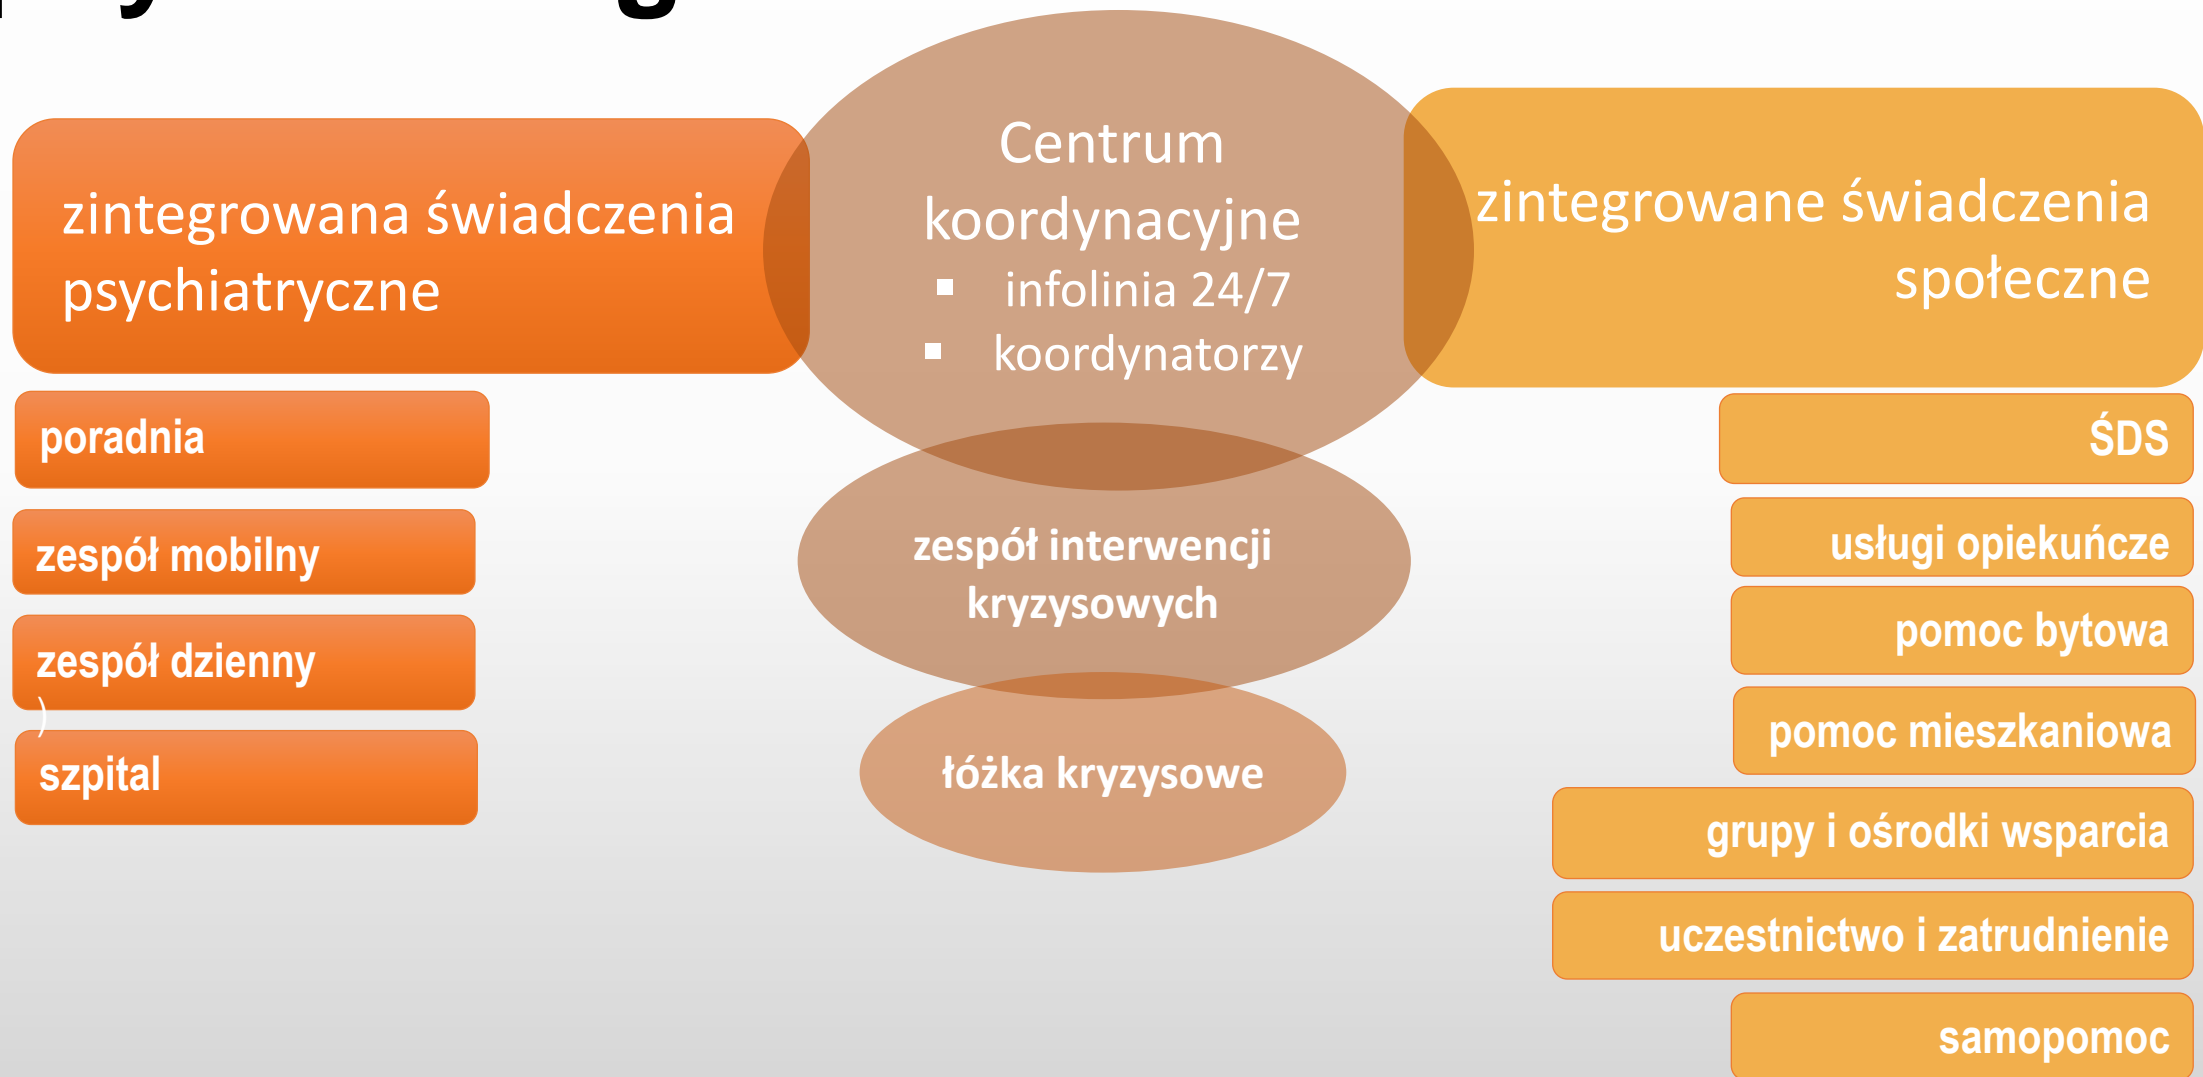 zintegrowana świadczenia
psychiatryczne
poradnia
zespół mobilny
zespół dzienny
)
szpital
Centrum
koordynacyjne
▪ infolinia 24/7
▪ koordynatorzy
zespół interwencji
kryzysowych
łóżka kryzysowe
zintegrowane świadczenia
społeczne
ŚDS
usługi opiekuńcze
pomoc bytowa
pomoc mieszkaniowa
grupy i ośrodki wsparcia
uczestnictwo i zatrudnienie
samopomoc